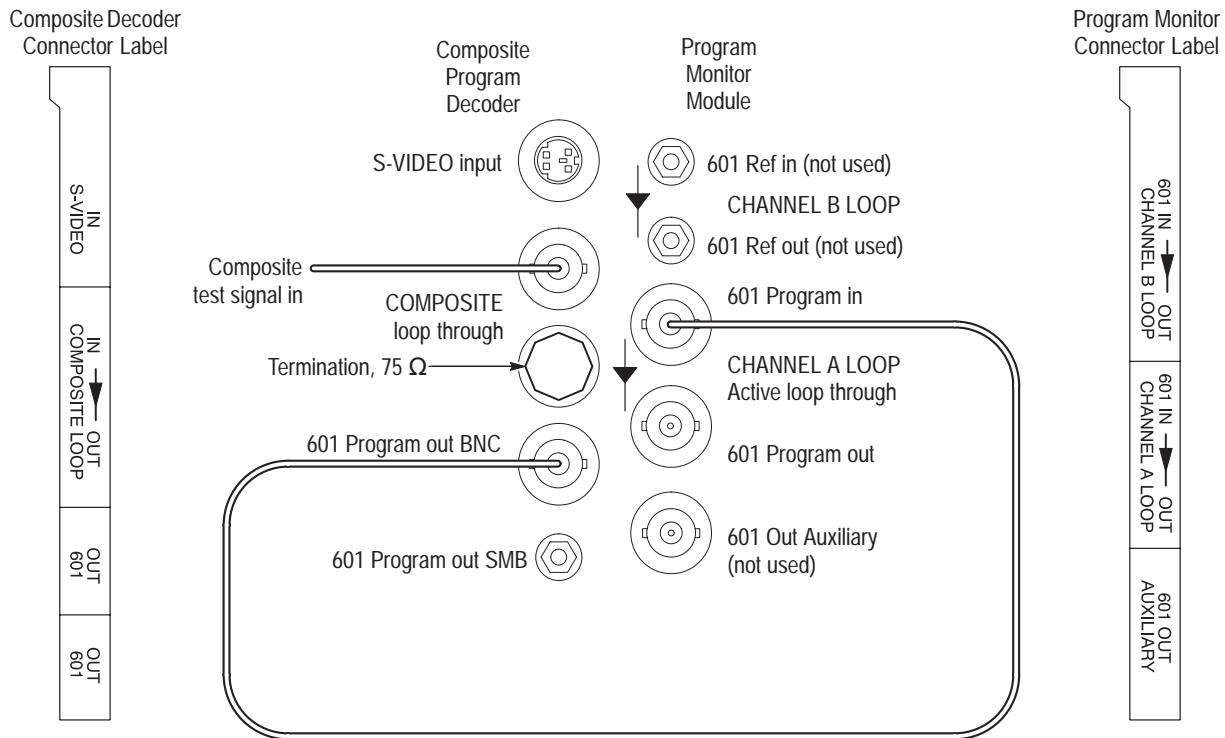 Composite Decoder
Connector Label
Program Monitor
Connector Label
Composite
Program
Decoder
Program
Monitor
Module
S-VIDEO input
601 Ref in (not used)
CHANNEL B LOOP
601 Ref out (not used)
Composite
test signal in
COMPOSITE
loop through
601 Program in
Termination, 75 Ω
CHANNEL A LOOP
Active loop through
601 Program out BNC
601 Program out
601 Program out SMB
601 Out Auxiliary
(not used)
IN
S-VIDEO
IN OUT
COMPOSITE LOOP
OUT
601
OUT
601
601 IN OUT
CHANNEL B LOOP
601 IN OUT
CHANNEL A LOOP
601 OUT
AUXILIARY